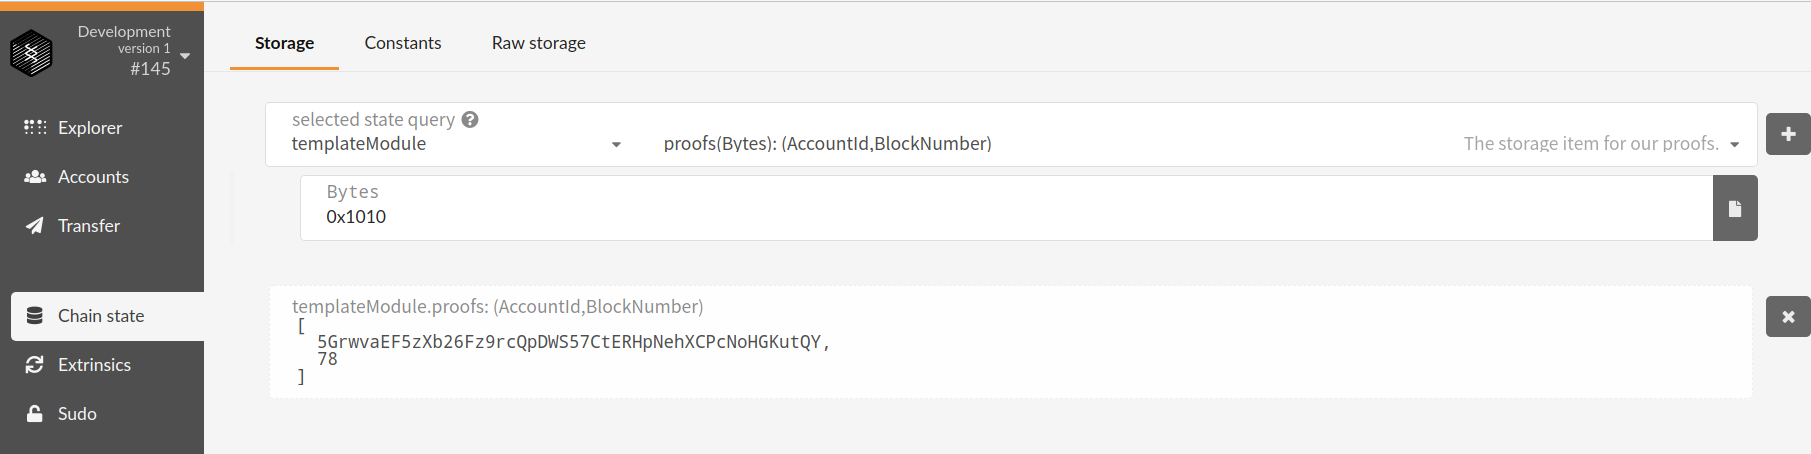 Development
version 1
#145
Explorer
Accounts
Transfer
Chain state
Extrinsics
Sudo
Storage Constants Raw storage
selected state query
templateModule proofs(Bytes): (AccountId,BlockNumber) The storage item for our proofs.
Bytes
0x1010
templateModule.proofs: (AccountId,BlockNumber)
[
5GrwvaEF5zXb26Fz9rcQpDWS57CtERHpNehXCPcNoHGKutQY,
78
]